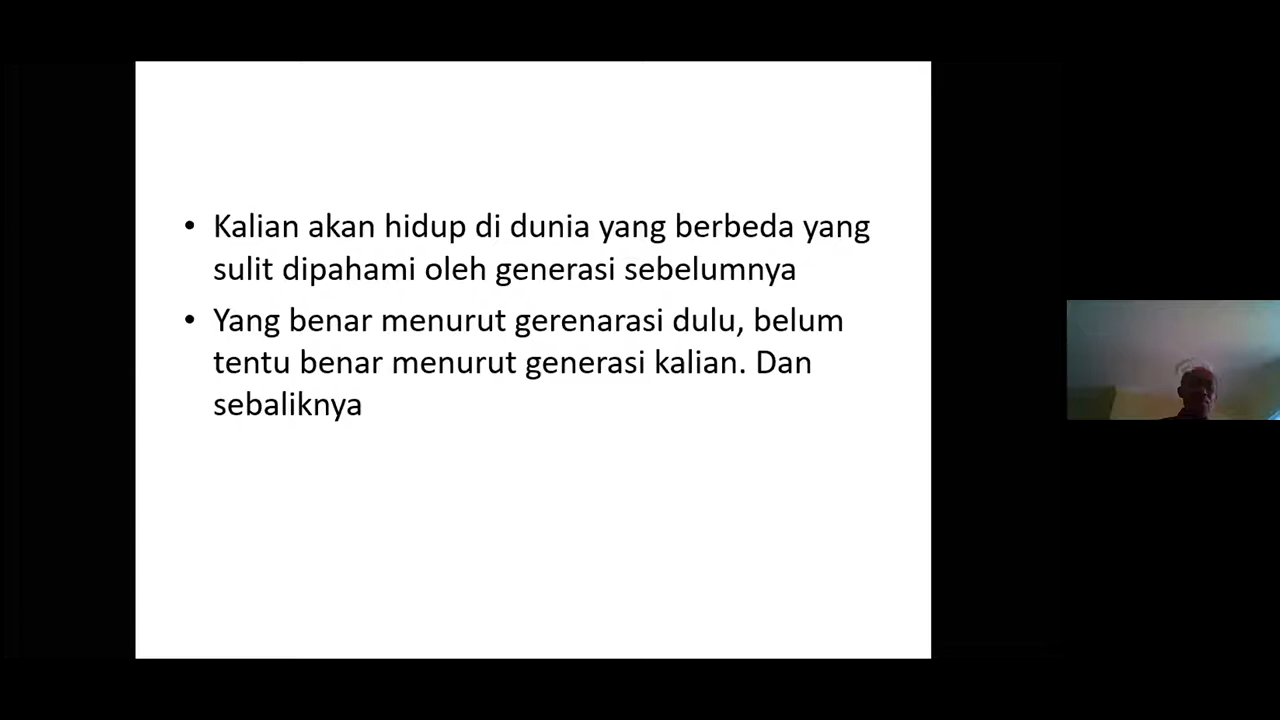 • Kalian akan hidup di dunia yang berbeda yang
sulit dipahami oleh generasi sebelumnya
• Yang benar menurut gerenarasi dulu, belum
tentu benar menurut generasi kalian. Dan
sebaliknya